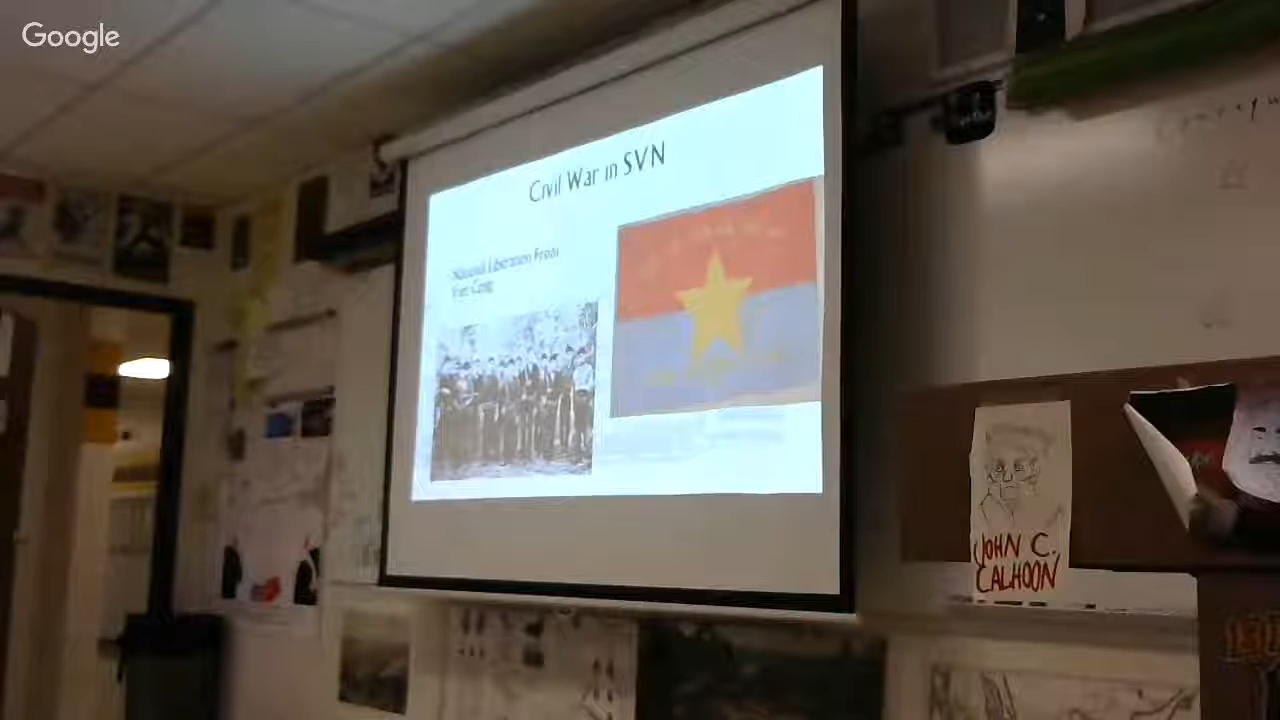 Google
Civil War in SVN
National Liberation Front
Viet Cong
JOHN C.
CALHOON